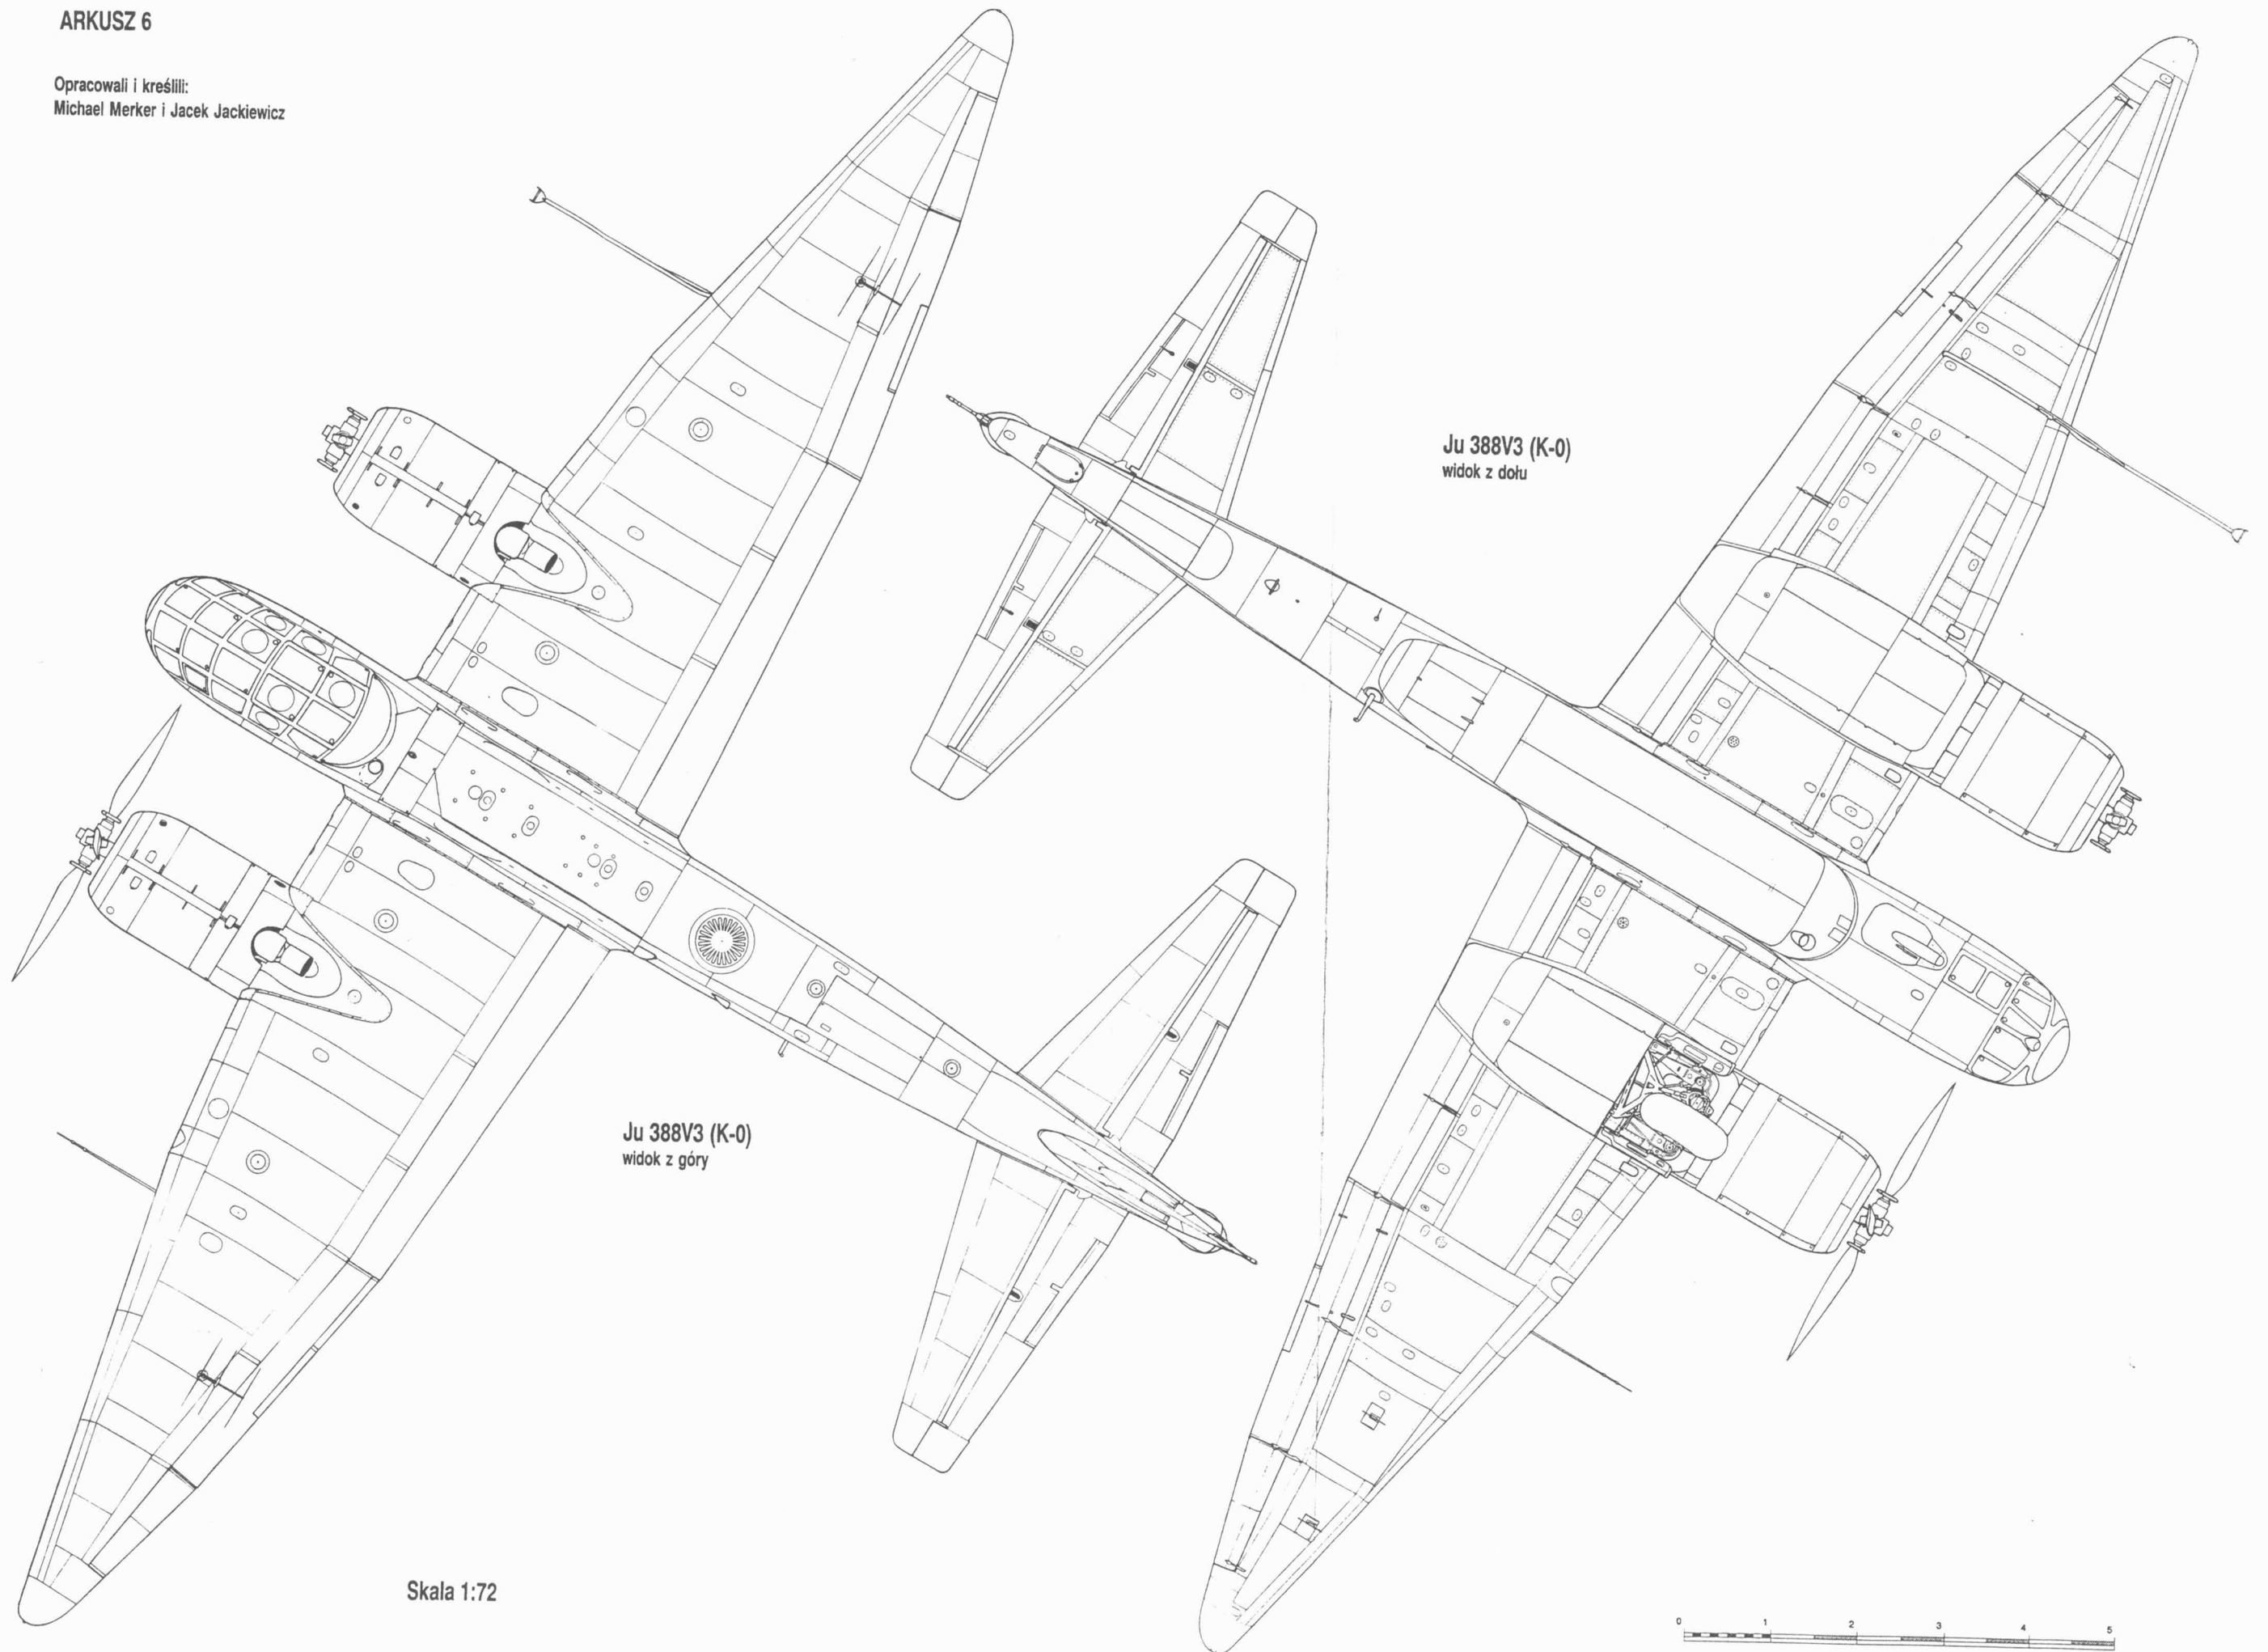 ARKUSZ 6
Opracowali i kreślili:
Michael Merker i Jacek Jackiewicz
Ju 388V3 (K-0)
widok z dołu
Ju 388V3 (K-0)
widok z góry
Skala 1:72
0 1 2 3 4 5